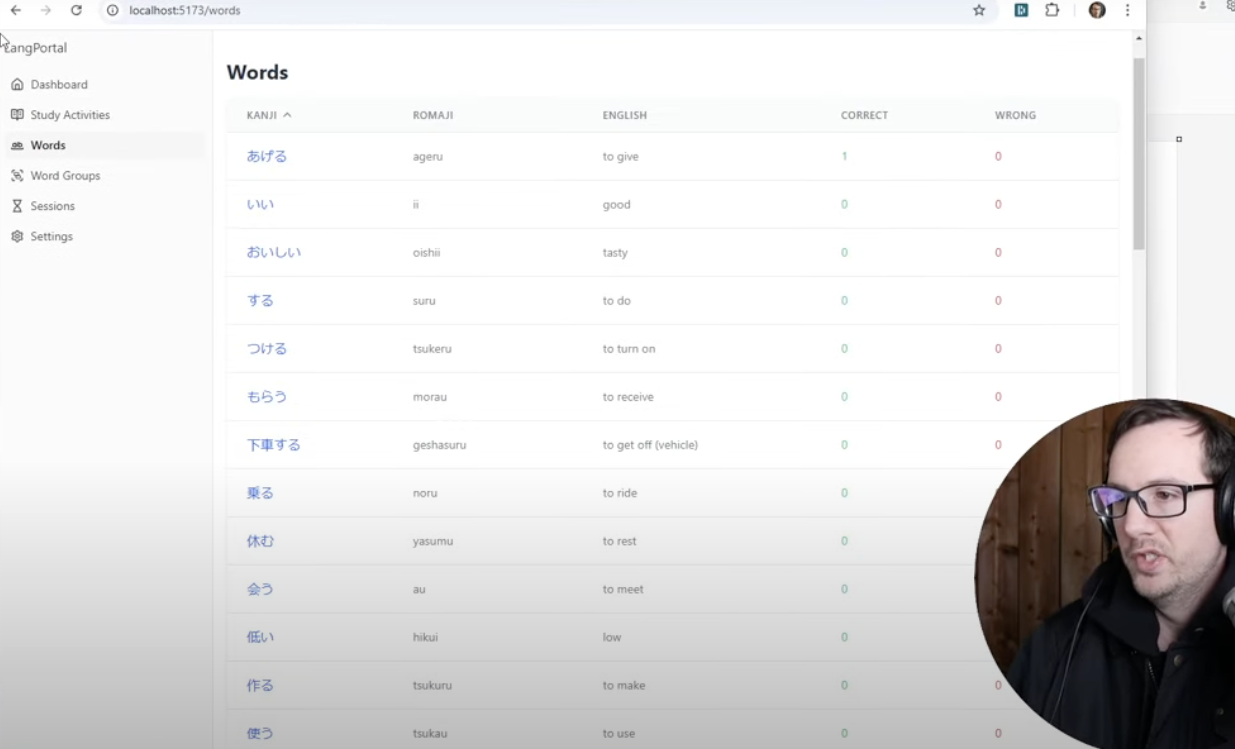 localhost:5173/words
LangPortal
Dashboard
Study Activities
Words
Word Groups
Sessions
Settings
Words
KANJI ROMAJI ENGLISH CORRECT WRONG
あげる ageru to give 1 0
いい ii good 0 0
おいしい oishii tasty 0 0
する suru to do 0 0
つける tsukeru to turn on 0 0
もらう morau to receive 0 0
下車する geshasuru to get off (vehicle) 0 0
乗る noru to ride 0
休む yasumu to rest 0
会う au to meet 0
低い hikui low 0
作る tsukuru to make 0 0
使う tsukau to use 0 0